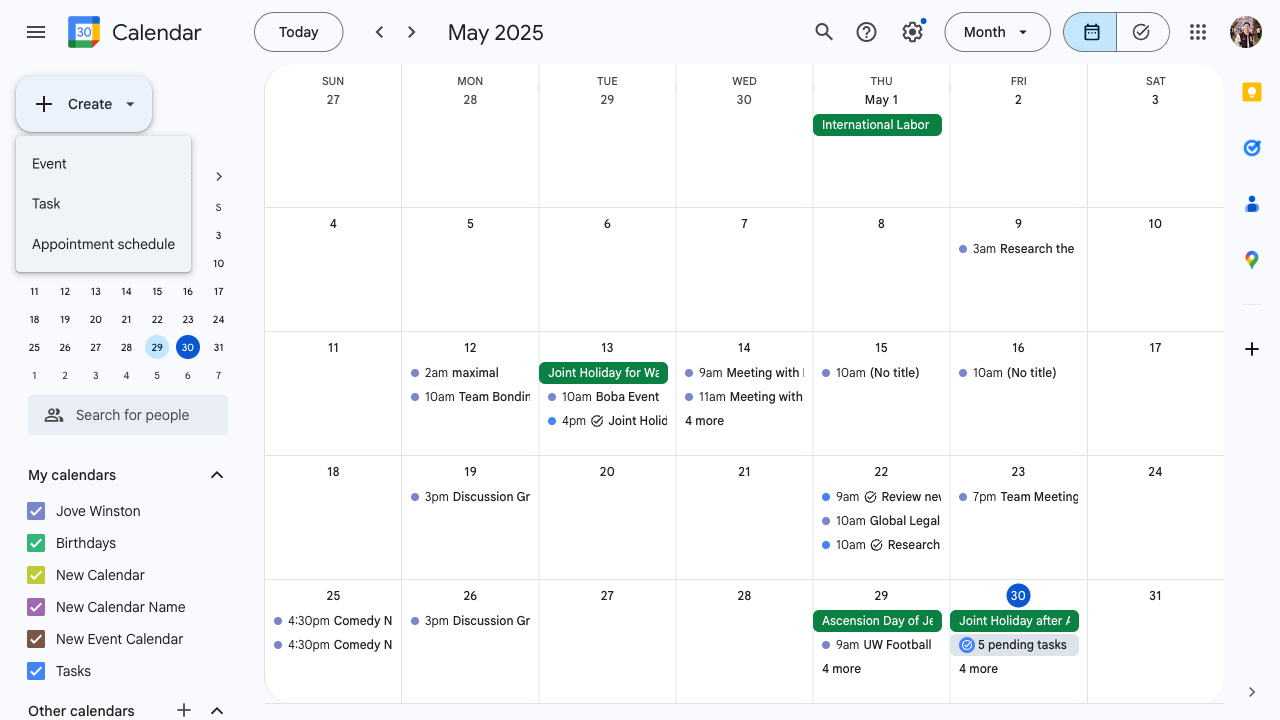 30
Calendar
Today
May 2025
Month
Create
Event
Task
Appointment schedule
S
3
10
11 12 13 14 15 16 17
18 19 20 21 22 23 24
25 26 27 28 29 30 31
1 2 3 4 5 6 7
Search for people
My calendars
Jove Winston
Birthdays
New Calendar
New Calendar Name
New Event Calendar
Tasks
Other calendars
SUN MON TUE WED THU FRI SAT
27 28 29 30 May 1 2 3
International Labor
4 5 6 7 8 9 10
3am Research the
11 12 13 14 15 16 17
2am maximal
10am Team Bondin
Joint Holiday for Wa
10am Boba Event
4pm Joint Holid
9am Meeting with
11am Meeting with
4 more
10am (No title)
10am (No title)
18 19 20 21 22 23 24
3pm Discussion Gr
9am Review nev
10am Global Legal
10am Research
7pm Team Meeting
25 26 27 28 29 30 31
4:30pm Comedy N
4:30pm Comedy N
3pm Discussion Gr
Ascension Day of Je
9am UW Football
4 more
Joint Holiday after A
5 pending tasks
4 more